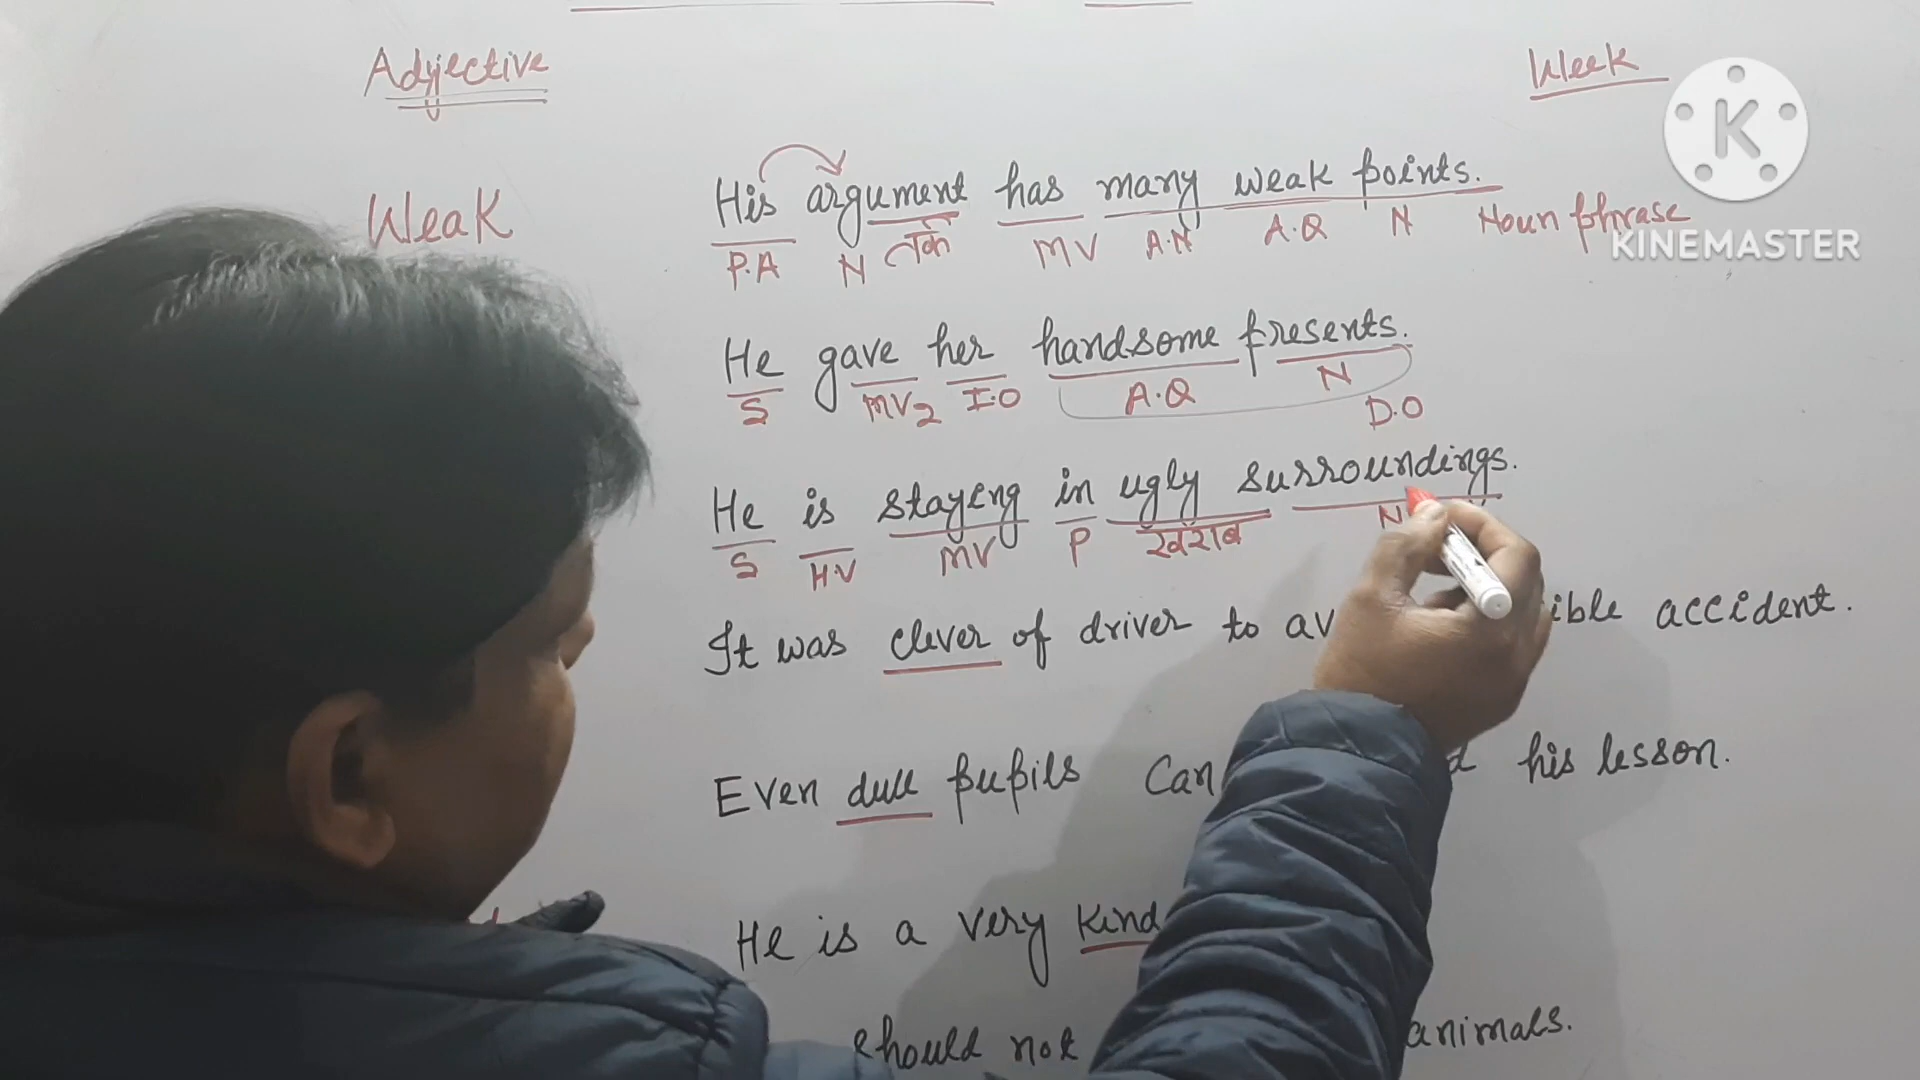 Adjective
Week
Weak
His argument has many weak points.
P.A N तर्क MV A.N A.Q N Noun phrase
K
KINEMASTER
He gave her handsome presents.
S MV2 I.O A.Q N
D.O
He is staying in ugly surroundings.
S H.V MV P खराब N
It was clever of driver to accident.
Even dull pupils Can his lesson.
He is a very Kind
should not animals.